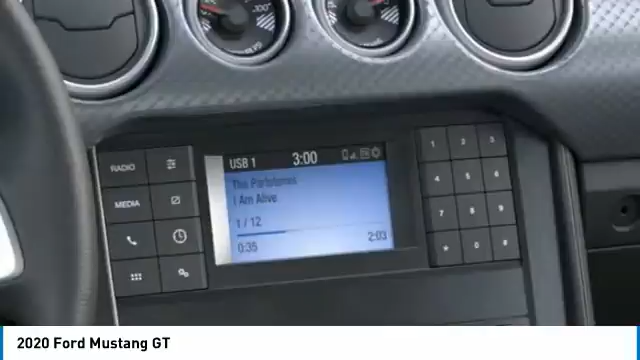 USB 1 3:00
The Partotones
I Am Alive
1 / 12
0:35 2:03
RADIO
MEDIA
1 2 3
4 5 6
7 8 9
* 0 #
2020 Ford Mustang GT